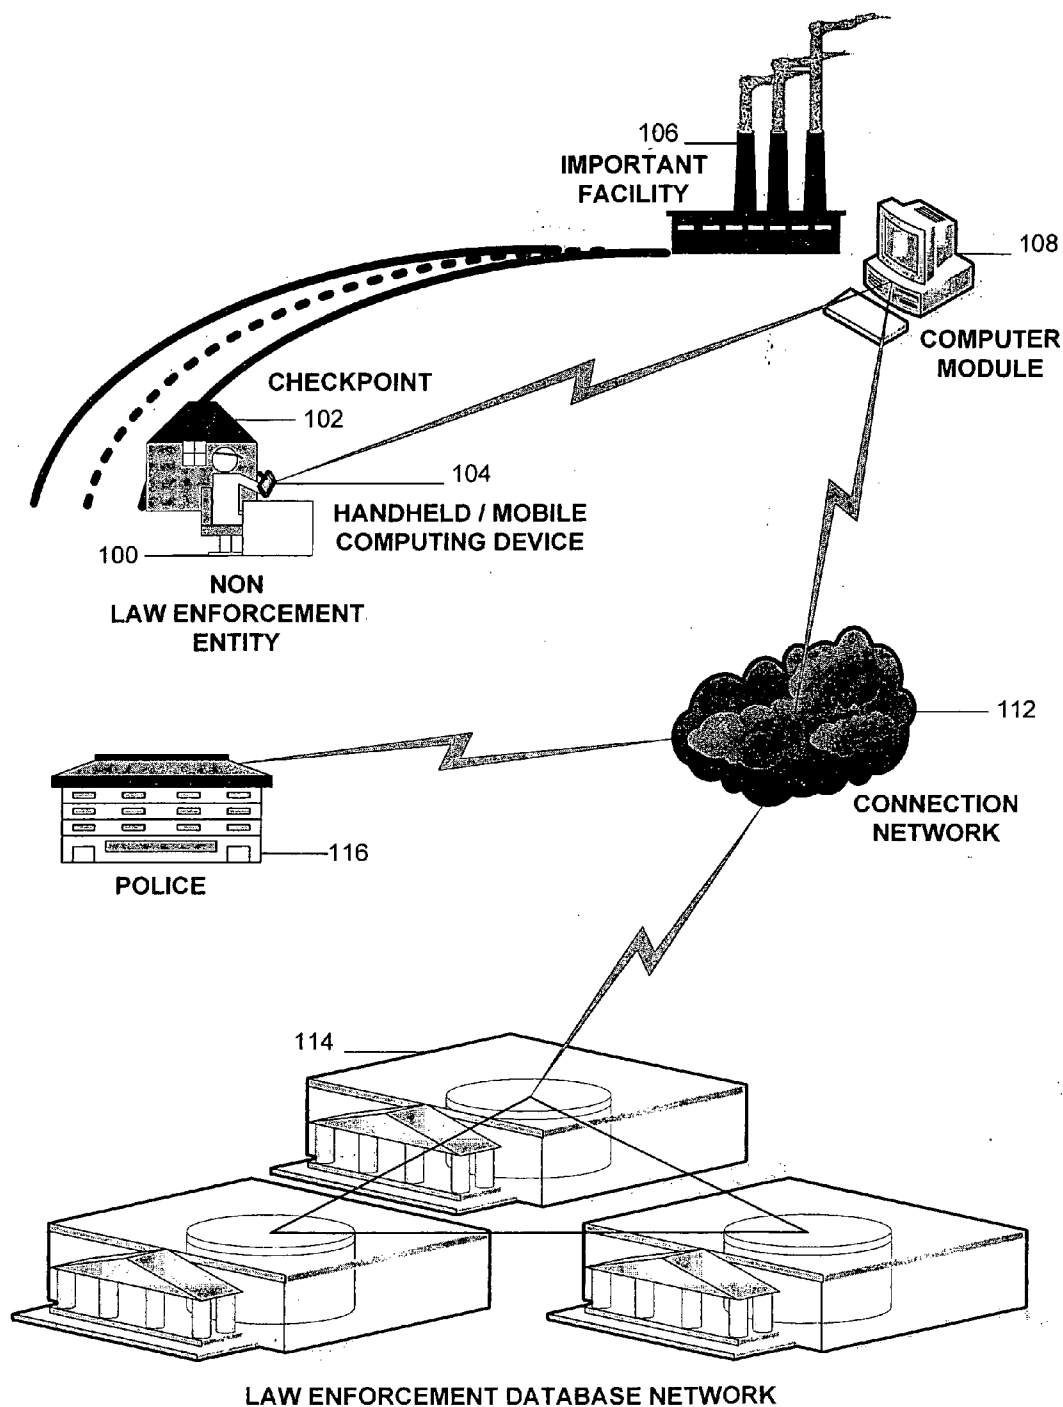 106
IMPORTANT
FACILITY
108
COMPUTER
MODULE
CHECKPOINT
102
104
HANDHELD / MOBILE
COMPUTING DEVICE
100
NON
LAW ENFORCEMENT
ENTITY
112
CONNECTION
NETWORK
116
POLICE
114
LAW ENFORCEMENT DATABASE NETWORK